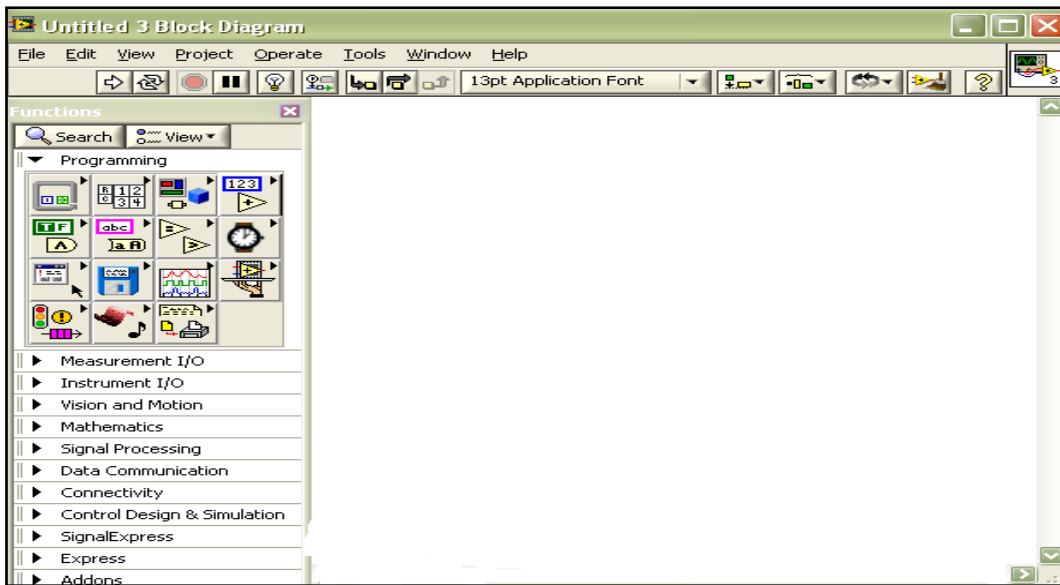 Untitled 3 Block Diagram
File Edit View Project Operate Tools Window Help
13pt Application Font
3
Functions
Search View
Programming
123
TF abc
Measurement I/O
Instrument I/O
Vision and Motion
Mathematics
Signal Processing
Data Communication
Connectivity
Control Design & Simulation
SignalExpress
Express
Addons